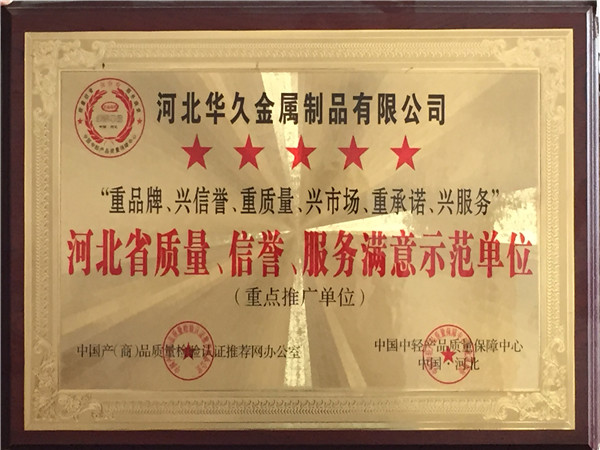 河北华久金属制品有限公司
“重品牌、兴信誉、重质量、兴市场、重承诺、兴服务”
河北省质量、信誉、服务满意示范单位
（重点推广单位）
中国产（商）品质量检验认证推荐网办公室
中国中轻产品质量保障中心
中国·河北